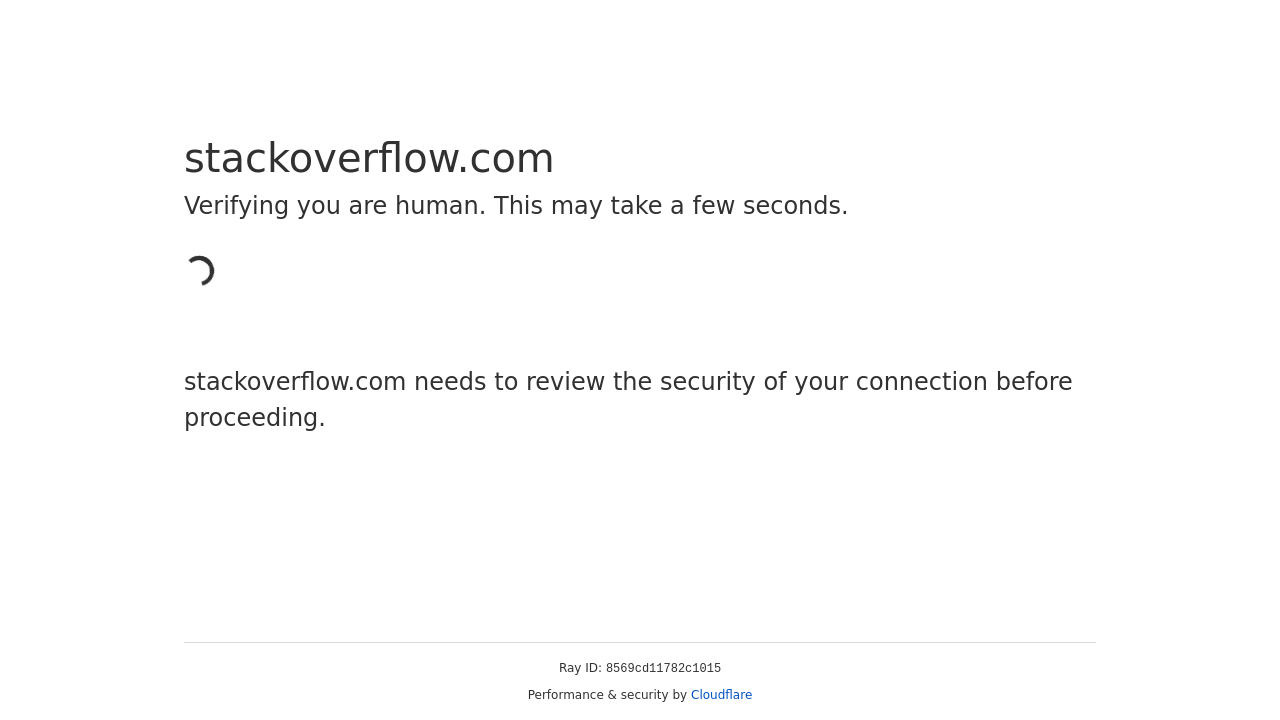 stackoverflow.com
Verifying you are human. This may take a few seconds.
stackoverflow.com needs to review the security of your connection before
proceeding.
Ray ID: 8569cd11782c1015
Performance & security by Cloudflare